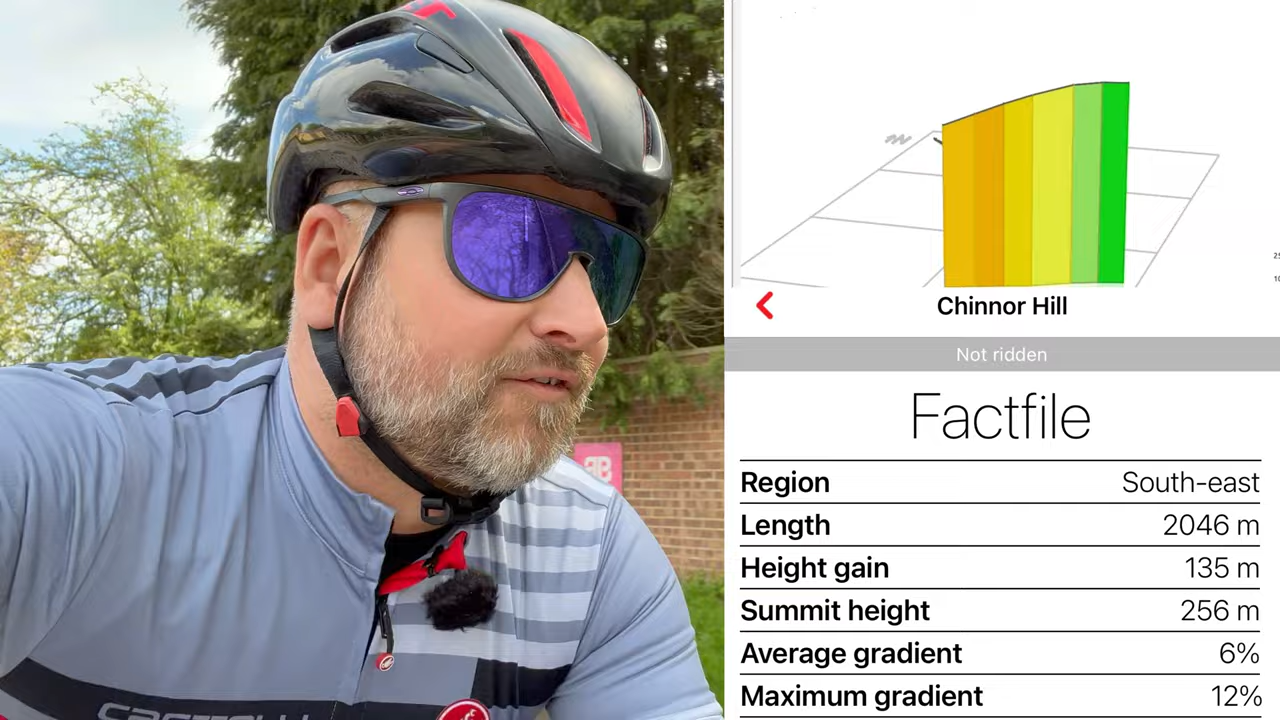 castelli
Chinnor Hill
Not ridden
Factfile
Region South-east
Length 2046 m
Height gain 135 m
Summit height 256 m
Average gradient 6%
Maximum gradient 12%